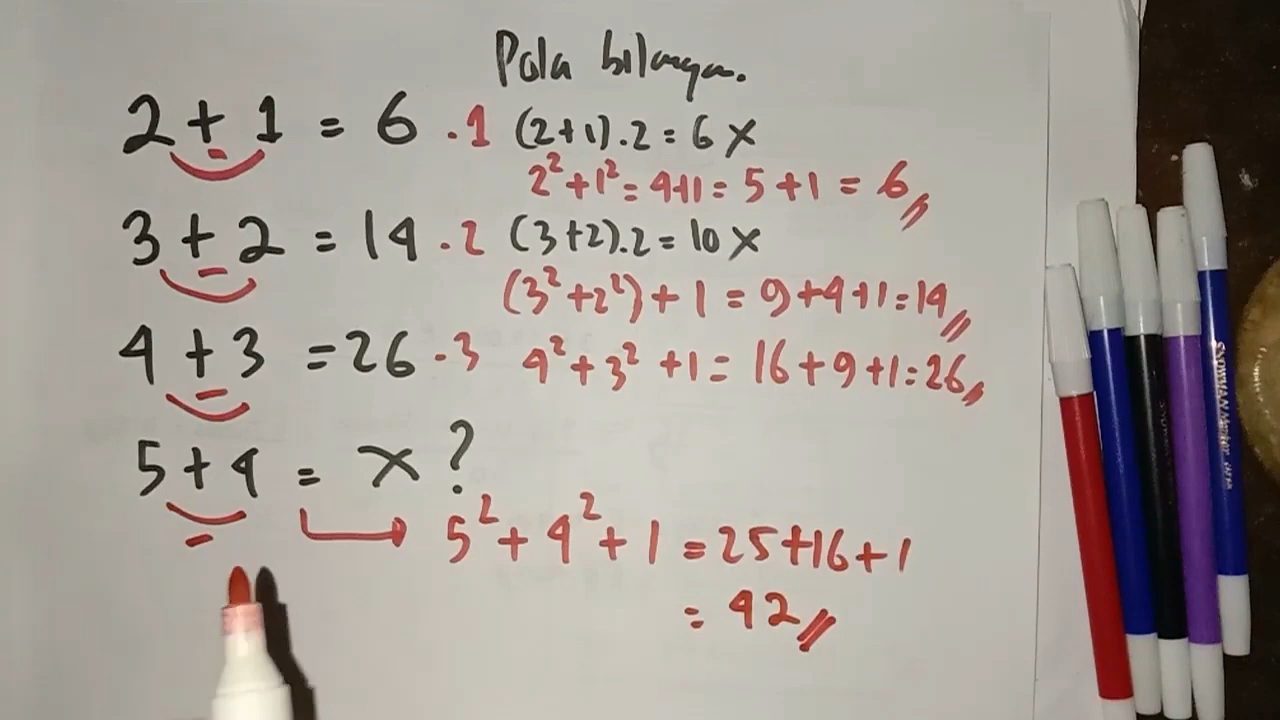 Pola bilangan.
2 + 1 = 6 .1 (2+1).2 = 6 X
2² + 1² = 4+1 = 5 + 1 = 6
3 + 2 = 14 .2 (3+2).2 = 10 X
(3² + 2²) + 1 = 9+4+1 = 14
4 + 3 = 26 .3 4² + 3² + 1 = 16 + 9 + 1 = 26
5 + 4 = x ?
5² + 4² + 1 = 25 + 16 + 1
= 42
SNOWMAN